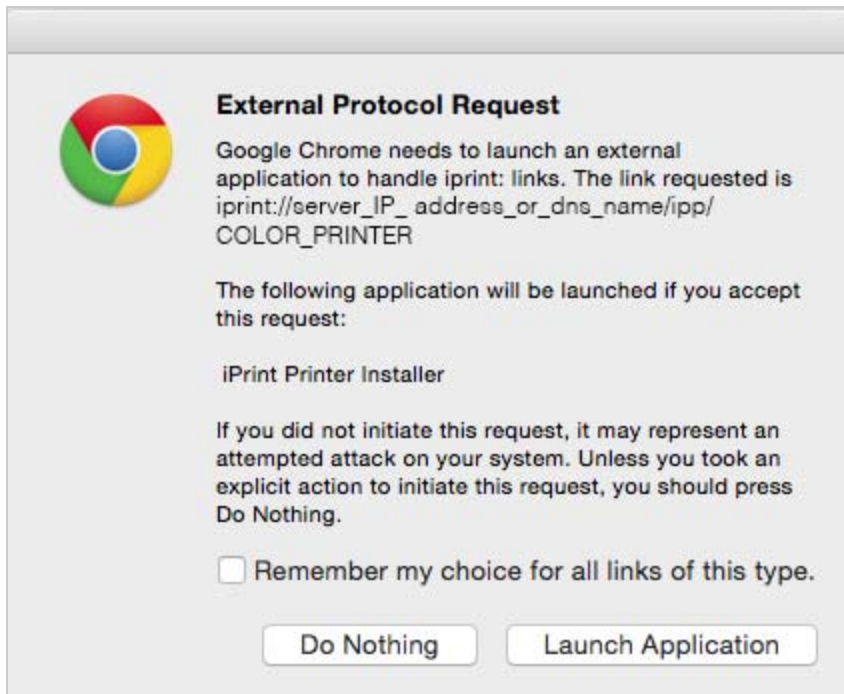 External Protocol Request
Google Chrome needs to launch an external
application to handle iprint: links. The link requested is
iprint://server_IP_ address_or_dns_name/ipp/
COLOR_PRINTER
The following application will be launched if you accept
this request:
iPrint Printer Installer
If you did not initiate this request, it may represent an
attempted attack on your system. Unless you took an
explicit action to initiate this request, you should press
Do Nothing.
Remember my choice for all links of this type.
Do Nothing Launch Application